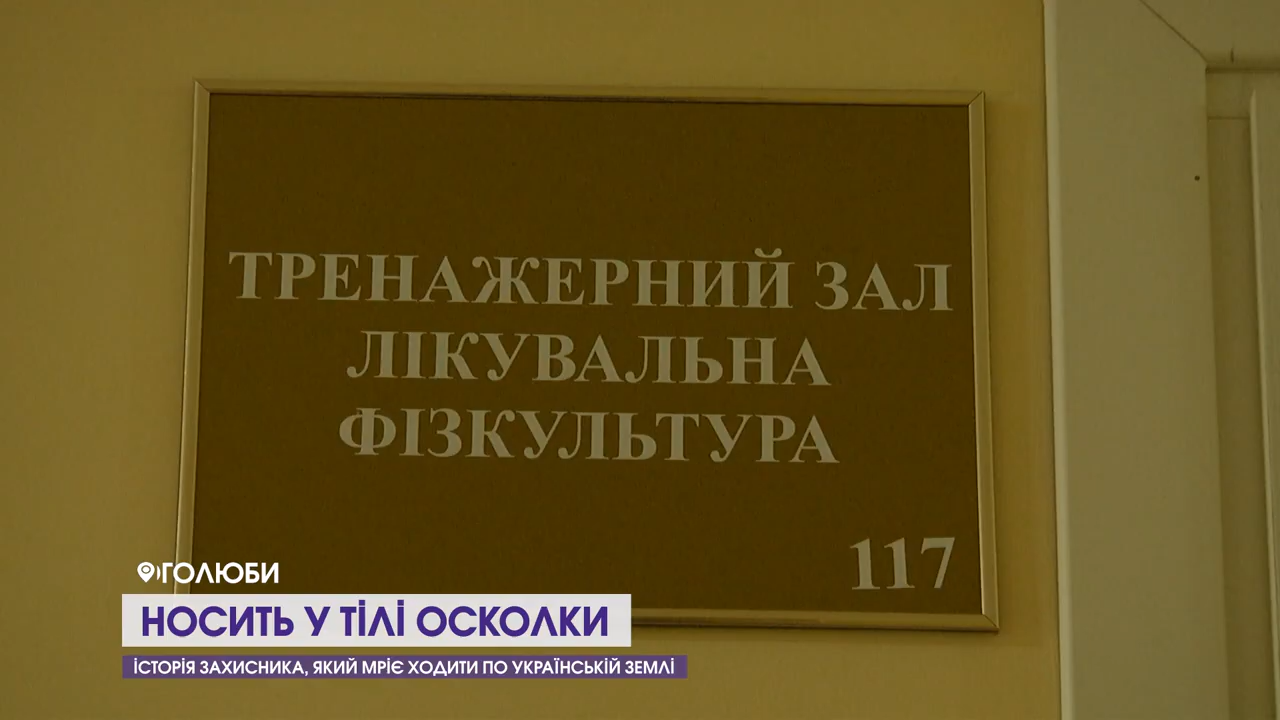 ТРЕНАЖЕРНИЙ ЗАЛ
ЛІКУВАЛЬНА
ФІЗКУЛЬТУРА
117
ГОЛЮБИ
НОСИТЬ У ТІЛІ ОСКОЛКИ
ІСТОРІЯ ЗАХИСНИКА, ЯКИЙ МРІЄ ХОДИТИ ПО УКРАЇНСЬКІЙ ЗЕМЛІ